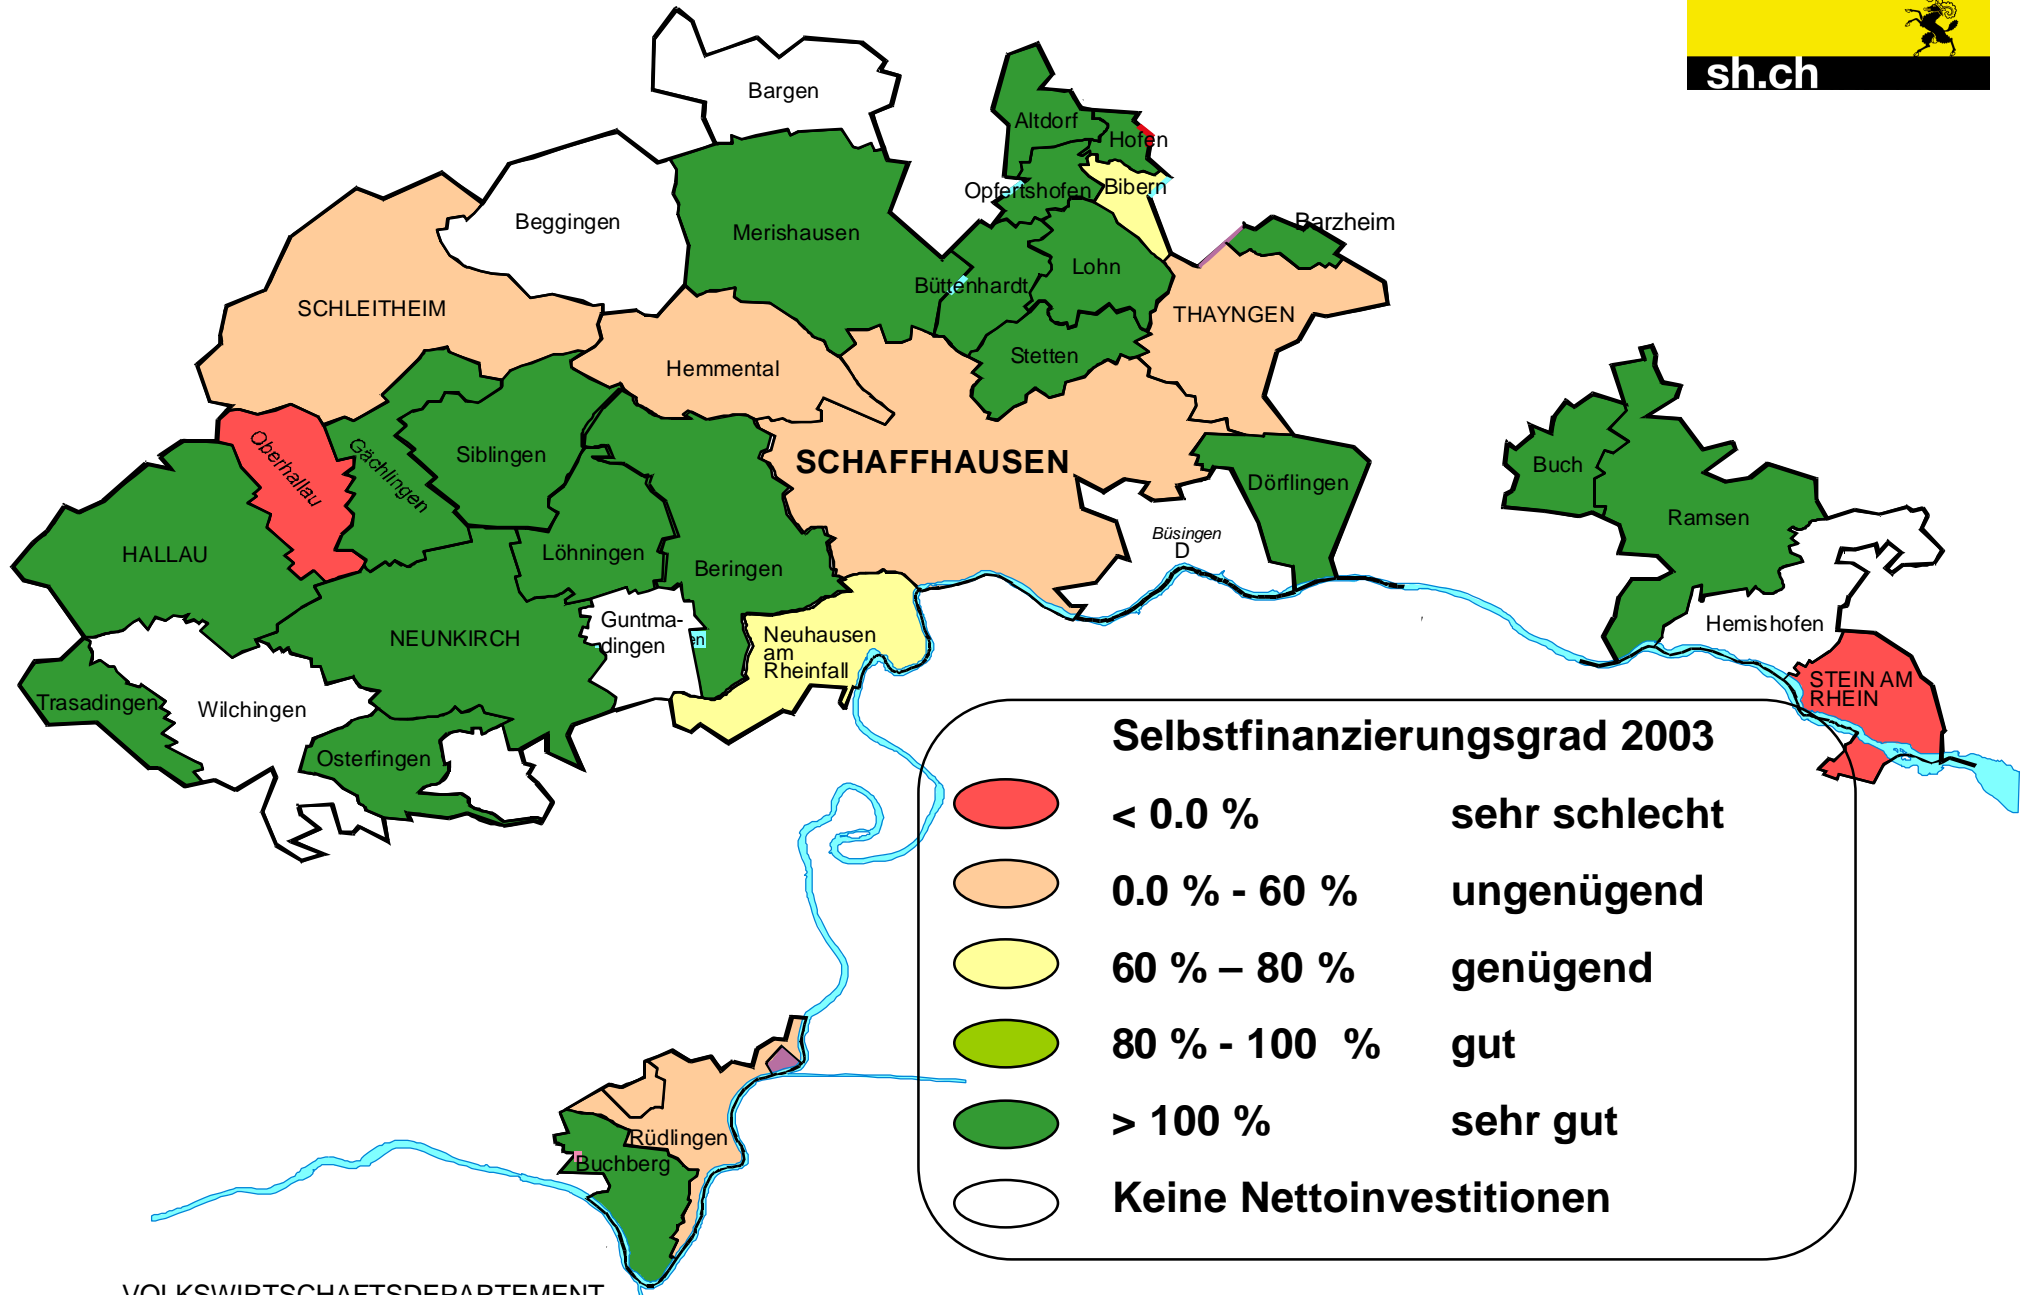 sh.ch
Bargen
Altdorf
Hofen
Opfertshofen
Bibern
Beggingen
Merishausen
Barzheim
Lohn
Büttenhardt
SCHLEITHEIM
THAYNGEN
Stetten
Hemmental
Oberhallau
Gächlingen
Siblingen
SCHAFFHAUSEN
Dörflingen
Buch
Ramsen
HALLAU
Löhningen
Beringen
Büsingen
D
Guntma-
dingen
en
NEUNKIRCH
Neuhausen
am
Rheinfall
Hemishofen
Trasadingen
Wilchingen
STEIN AM
RHEIN
Osterfingen
Selbstfinanzierungsgrad 2003
< 0.0 % sehr schlecht
0.0 % - 60 % ungenügend
60 % – 80 % genügend
80 % - 100 % gut
> 100 % sehr gut
Keine Nettoinvestitionen
Rüdlingen
Buchberg
VOLKSWIRTSCHAFTSDEPARTEMENT